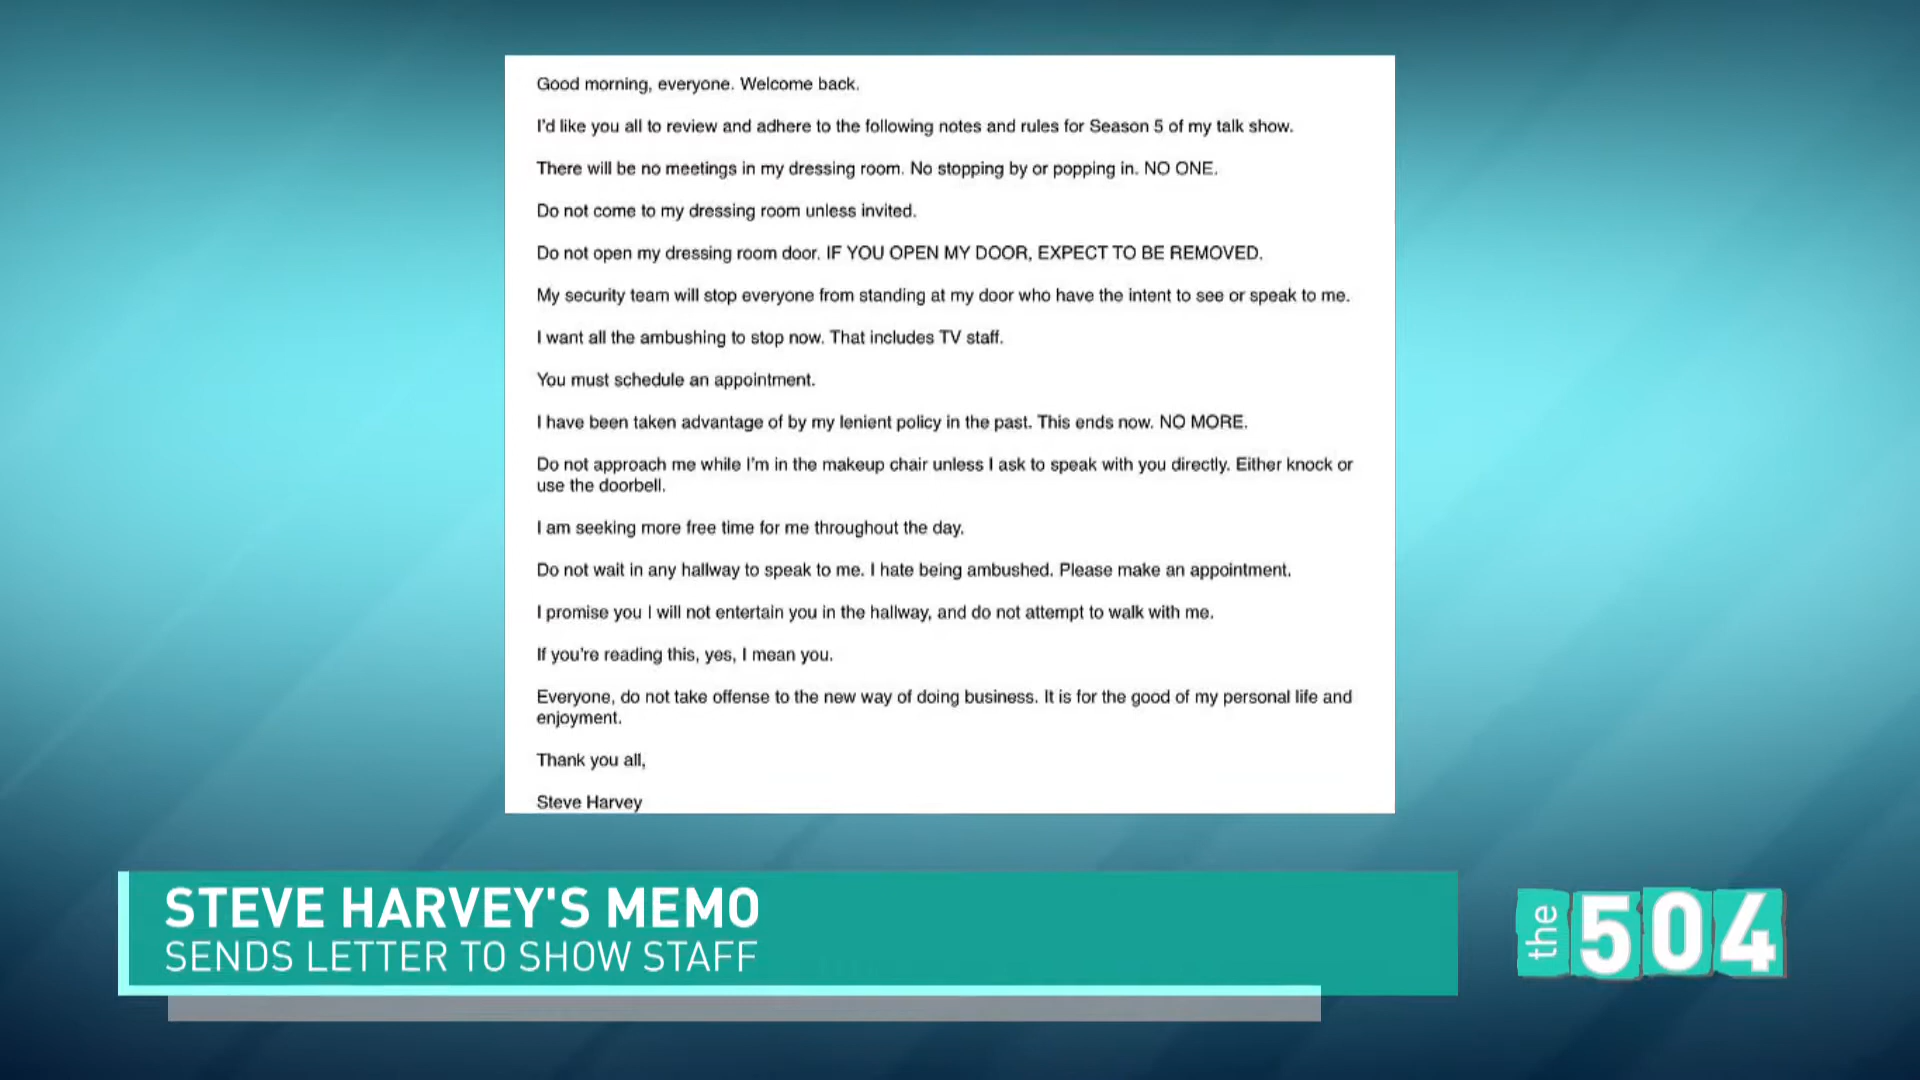 Good morning, everyone. Welcome back.
I'd like you all to review and adhere to the following notes and rules for Season 5 of my talk show.
There will be no meetings in my dressing room. No stopping by or popping in. NO ONE.
Do not come to my dressing room unless invited.
Do not open my dressing room door. IF YOU OPEN MY DOOR, EXPECT TO BE REMOVED.
My security team will stop everyone from standing at my door who have the intent to see or speak to me.
I want all the ambushing to stop now. That includes TV staff.
You must schedule an appointment.
I have been taken advantage of by my lenient policy in the past. This ends now. NO MORE.
Do not approach me while I'm in the makeup chair unless I ask to speak with you directly. Either knock or
use the doorbell.
I am seeking more free time for me throughout the day.
Do not wait in any hallway to speak to me. I hate being ambushed. Please make an appointment.
I promise you I will not entertain you in the hallway, and do not attempt to walk with me.
If you're reading this, yes, I mean you.
Everyone, do not take offense to the new way of doing business. It is for the good of my personal life and
enjoyment.
Thank you all,
Steve Harvey
STEVE HARVEY'S MEMO
SENDS LETTER TO SHOW STAFF
the 504